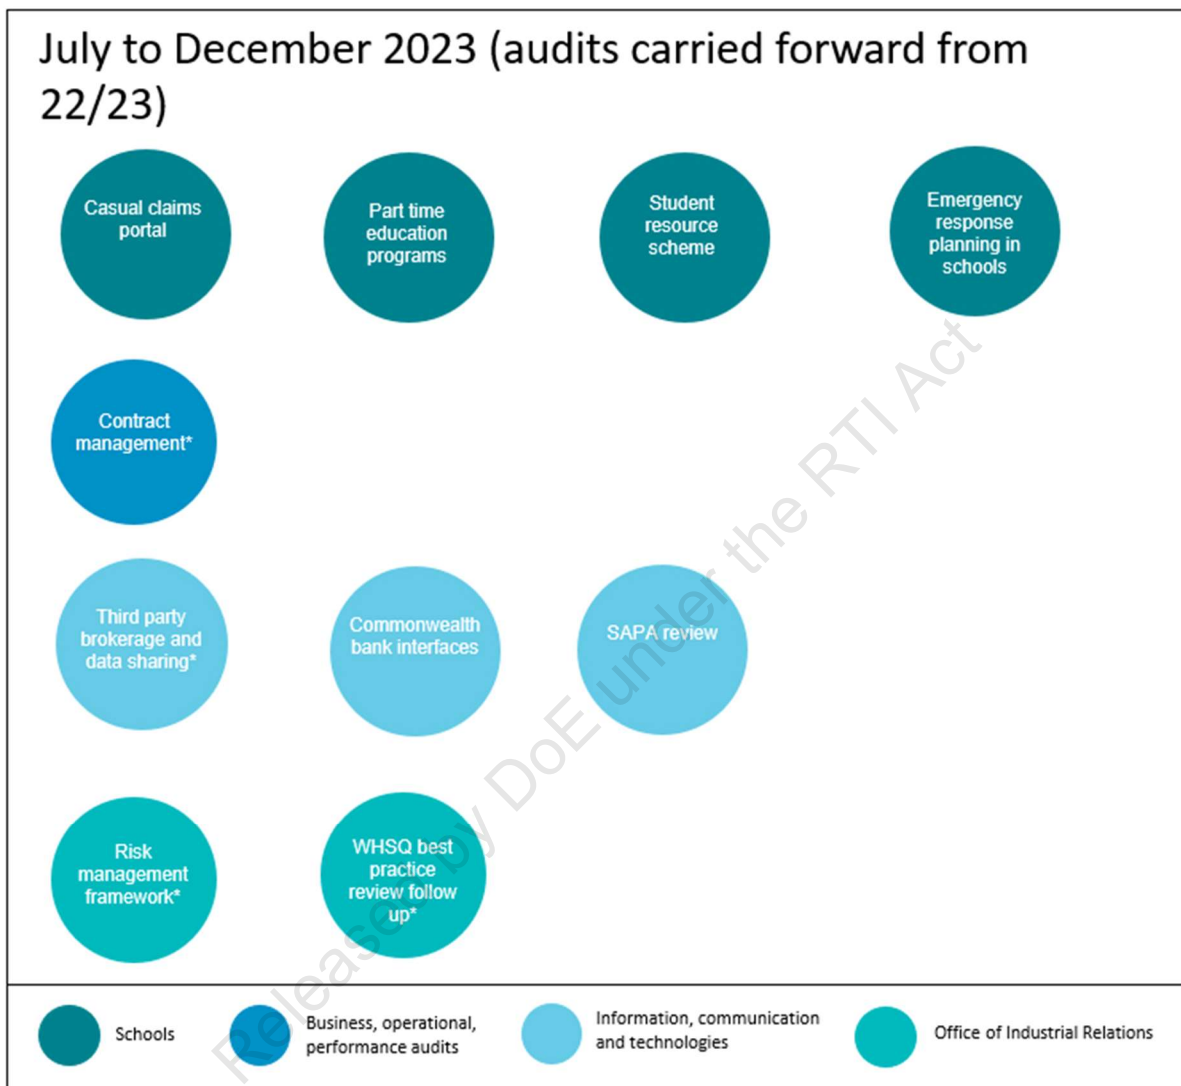 July to December 2023 (audits carried forward from
22/23)
Casual claims
portal
Part time
education
programs
Student
resource
scheme
Emergency
response
planning in
schools
Contract
management*
Third party
brokerage and
data sharing*
Commonwealth
bank interfaces
SAPA review
Risk
management
framework*
WHSQ best
practice
review follow
up*
Schools
Business, operational,
performance audits
Information, communication
and technologies
Office of Industrial Relations
Released by DoE under the RTI Act